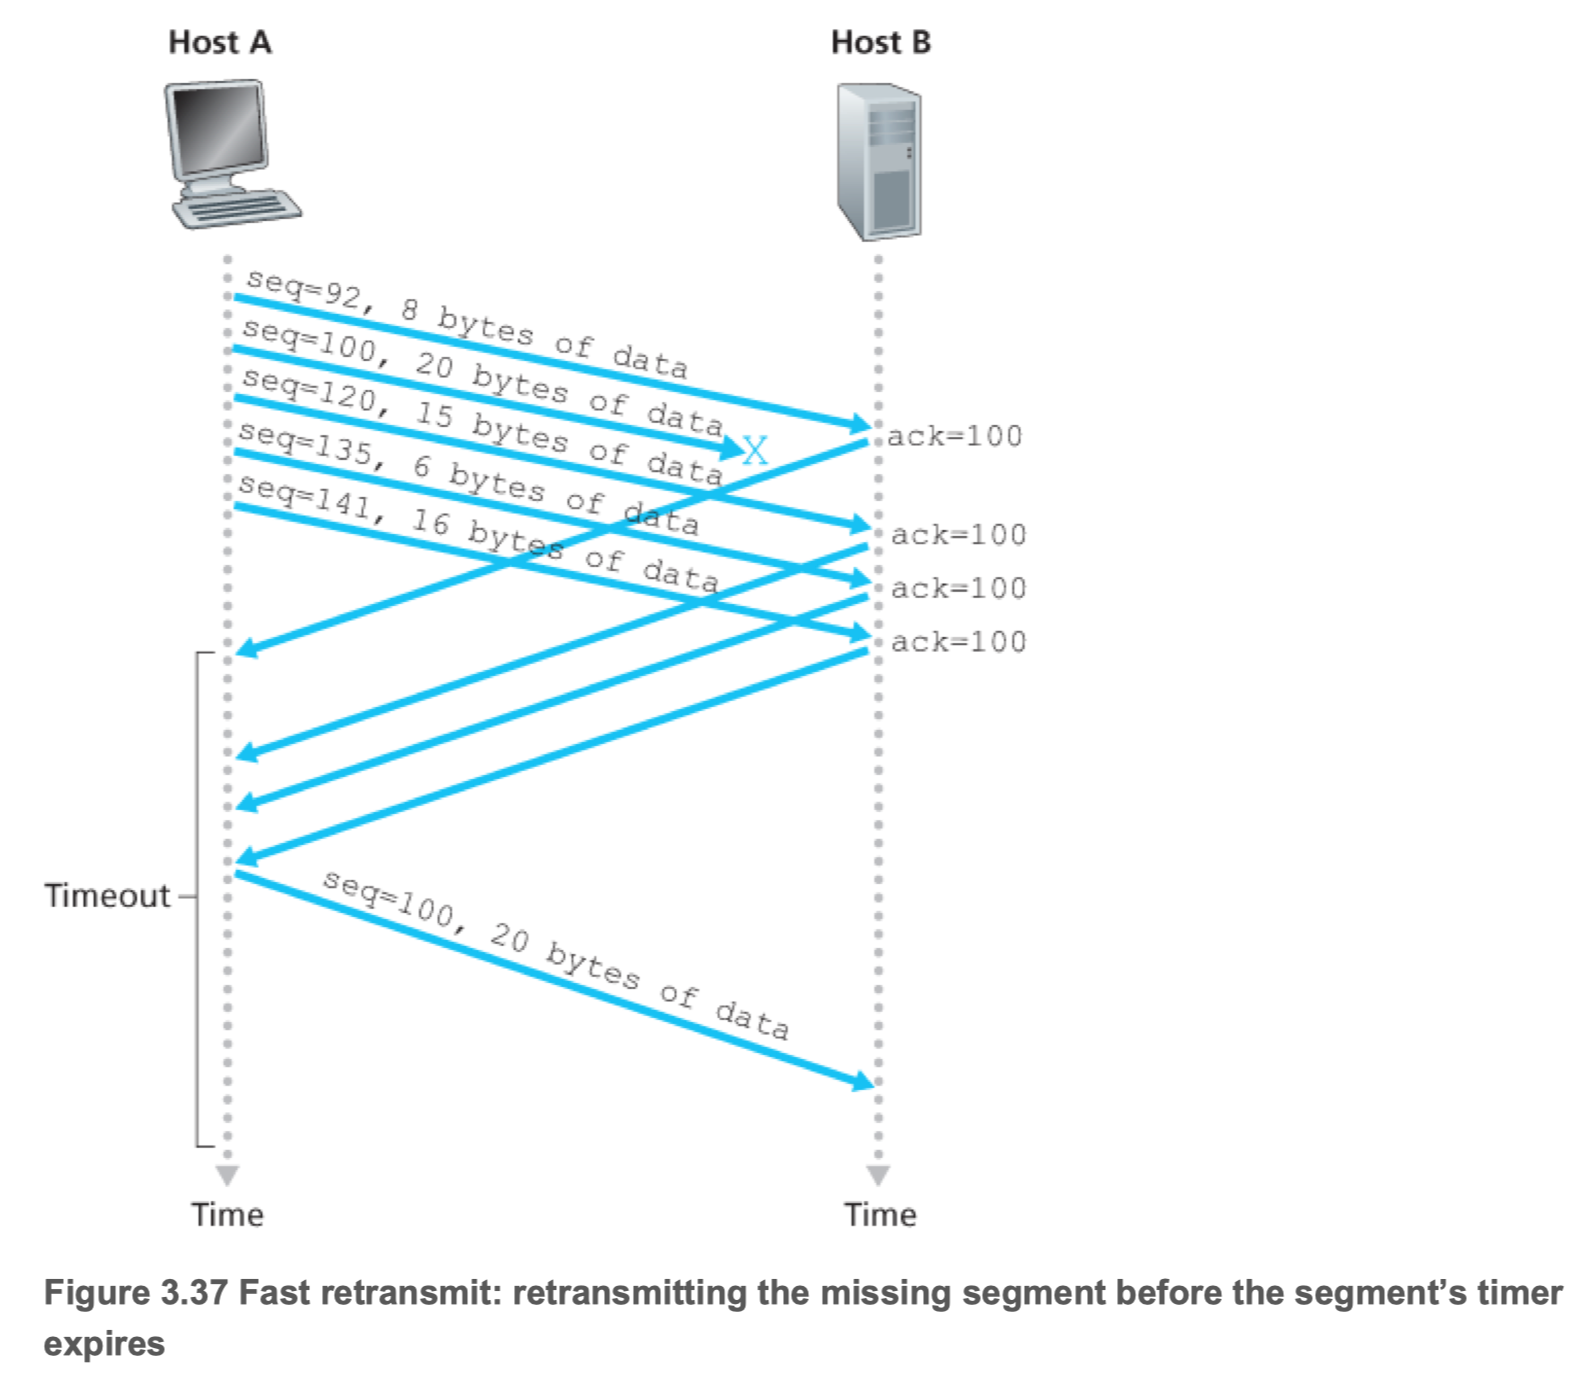 Host A
Host B
seq=92, 8 bytes of data
seq=100, 20 bytes of data
X
seq=120, 15 bytes of data
seq=135, 6 bytes of data
seq=141, 16 bytes of data
ack=100
ack=100
ack=100
ack=100
Timeout
seq=100, 20 bytes of data
Time
Time
Figure 3.37 Fast retransmit: retransmitting the missing segment before the segment’s timer
expires